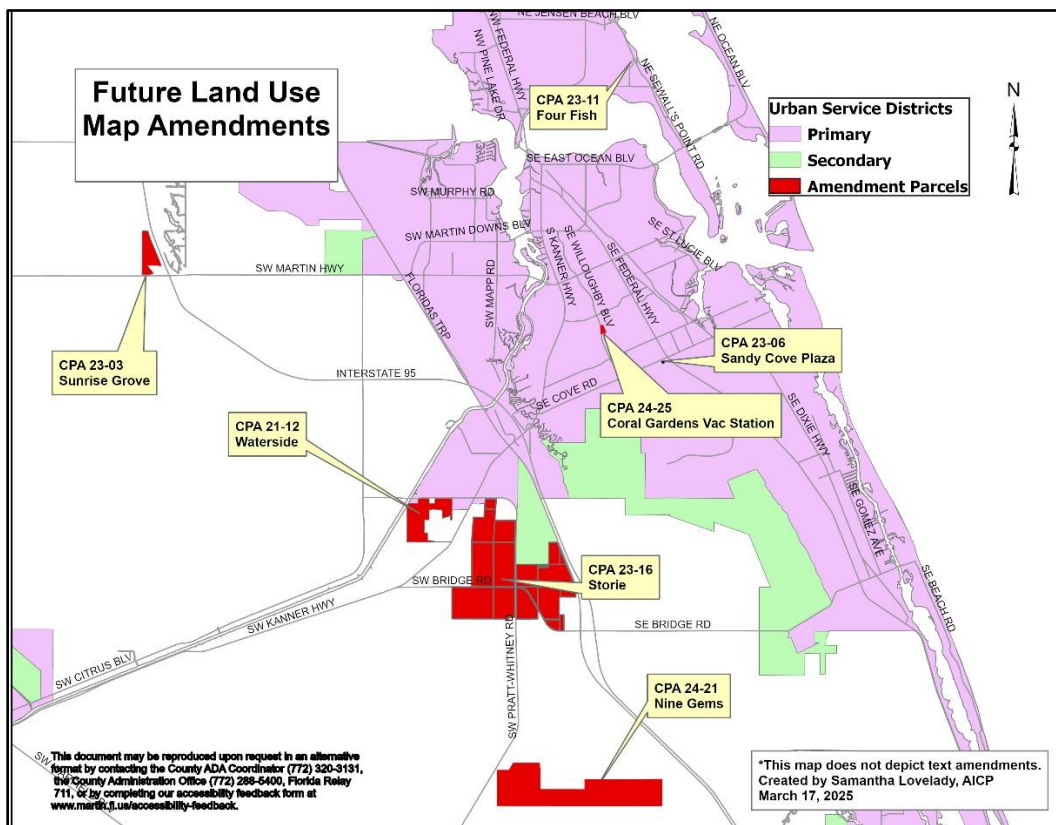 Future Land Use
Map Amendments
NE JENSEN BEACH BLV
NW FEDERAL HWY
NW PINE LAKE DR
NE OCEAN BLV
NE SEWALL'S POINT RD
CPA 23-11
Four Fish
Urban Service Districts
Primary
Secondary
Amendment Parcels
N
SE EAST OCEAN BLV
SW MURPHY RD
SW MARTIN DOWNS BLV
S KANNER HWY
SE WILLOUGHBY BLV
SE FEDERAL HWY
SE ST LUCIE BLV
SW MARTIN HWY
FLORIDAS TRP
SW MAPP RD
CPA 23-03
Sunrise Grove
CPA 23-06
Sandy Cove Plaza
INTERSTATE 95
SE COVE RD
CPA 24-25
Coral Gardens Vac Station
SE DIXIE HWY
CPA 21-12
Waterside
SE GOMEZ AVE
SE BEACH RD
CPA 23-16
Storie
SW BRIDGE RD
SW KANNER HWY
SE BRIDGE RD
SW CITRUS BLV
SW PRATT-WHITNEY RD
CPA 24-21
Nine Gems
This document may be reproduced upon request in an alternative
format by contacting the County ADA Coordinator (772) 320-3131,
the County Administration Office (772) 288-5400, Florida Relay
711, or by completing our accessibility feedback form at
www.martin.fl.us/accessibility-feedback.
*This map does not depict text amendments.
Created by Samantha Lovelady, AICP
March 17, 2025